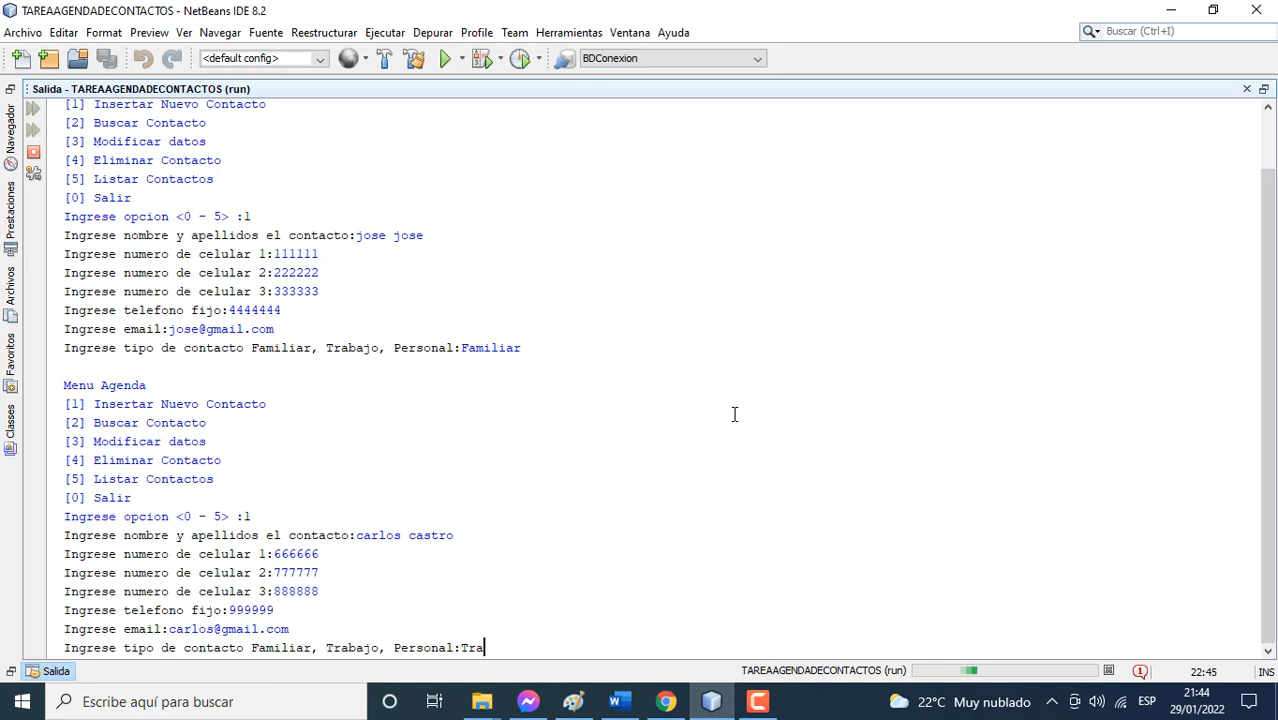 TAREAAGENDADECONTACTOS - NetBeans IDE 8.2
Archivo Editar Format Preview Ver Navegar Fuente Reestructurar Ejecutar Depurar Profile Team Herramientas Ventana Ayuda
Buscar (Ctrl+I)
<default config>
BDConexion
Salida - TAREAAGENDADECONTACTOS (run)
Navegador
Prestaciones
Archivos
Favoritos
Classes
[1] Insertar Nuevo Contacto
[2] Buscar Contacto
[3] Modificar datos
[4] Eliminar Contacto
[5] Listar Contactos
[0] Salir
Ingrese opcion <0 - 5> :1
Ingrese nombre y apellidos el contacto:jose jose
Ingrese numero de celular 1:111111
Ingrese numero de celular 2:222222
Ingrese numero de celular 3:333333
Ingrese telefono fijo:4444444
Ingrese email:jose@gmail.com
Ingrese tipo de contacto Familiar, Trabajo, Personal:Familiar
Menu Agenda
[1] Insertar Nuevo Contacto
[2] Buscar Contacto
[3] Modificar datos
[4] Eliminar Contacto
[5] Listar Contactos
[0] Salir
Ingrese opcion <0 - 5> :1
Ingrese nombre y apellidos el contacto:carlos castro
Ingrese numero de celular 1:666666
Ingrese numero de celular 2:777777
Ingrese numero de celular 3:888888
Ingrese telefono fijo:999999
Ingrese email:carlos@gmail.com
Ingrese tipo de contacto Familiar, Trabajo, Personal:Tra
Salida
TAREAAGENDADECONTACTOS (run)
22:45
INS
Escribe aquí para buscar
22°C Muy nublado
ESP
21:44
29/01/2022